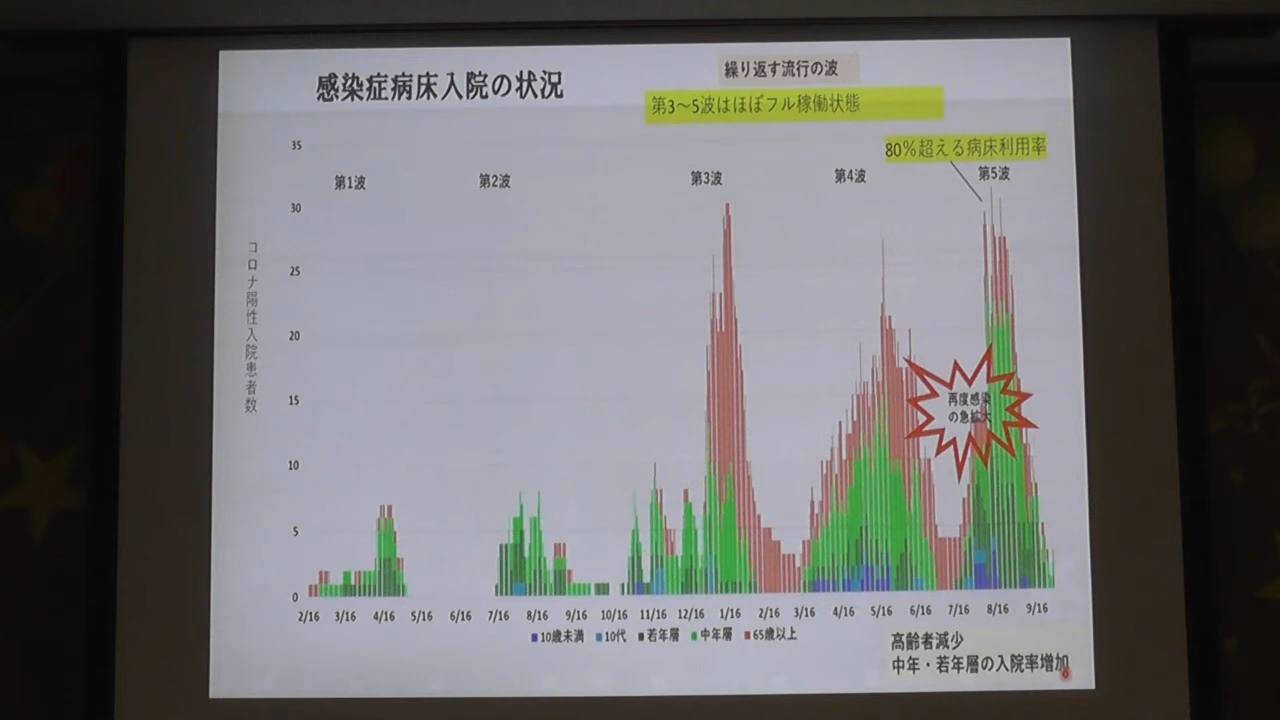 感染症病床入院の状況
繰り返す流行の波
第3～5波はほぼフル稼働状態
80%超える病床利用率
第1波 第2波 第3波 第4波 第5波
コロナ陽性入院患者数
35
30
25
20
15
10
5
0
再度感染
の急拡大
2/16 3/16 4/16 5/16 6/16 7/16 8/16 9/16 10/16 11/16 12/16 1/16 2/16 3/16 4/16 5/16 6/16 7/16 8/16 9/16
10歳未満 10代 若年層 中年層 65歳以上
高齢者減少
中年・若年層の入院率増加